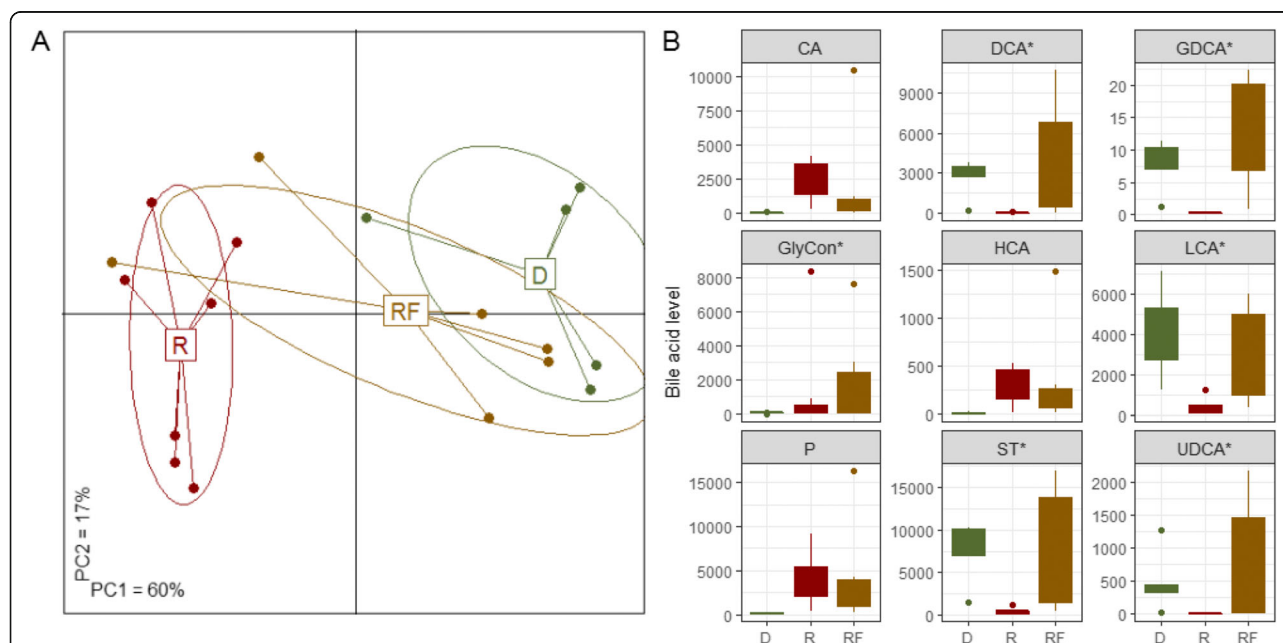 A
R
RF
D
PC2 = 17%
PC1 = 60%
B
Bile acid level
CA
10000
7500
5000
2500
0
DCA*
9000
6000
3000
0
GDCA*
20
15
10
5
0
GlyCon*
8000
6000
4000
2000
0
HCA
1500
1000
500
0
LCA*
6000
4000
2000
0
P
15000
10000
5000
0
D R RF
ST*
15000
10000
5000
0
D R RF
UDCA*
2000
1500
1000
500
0
D R RF